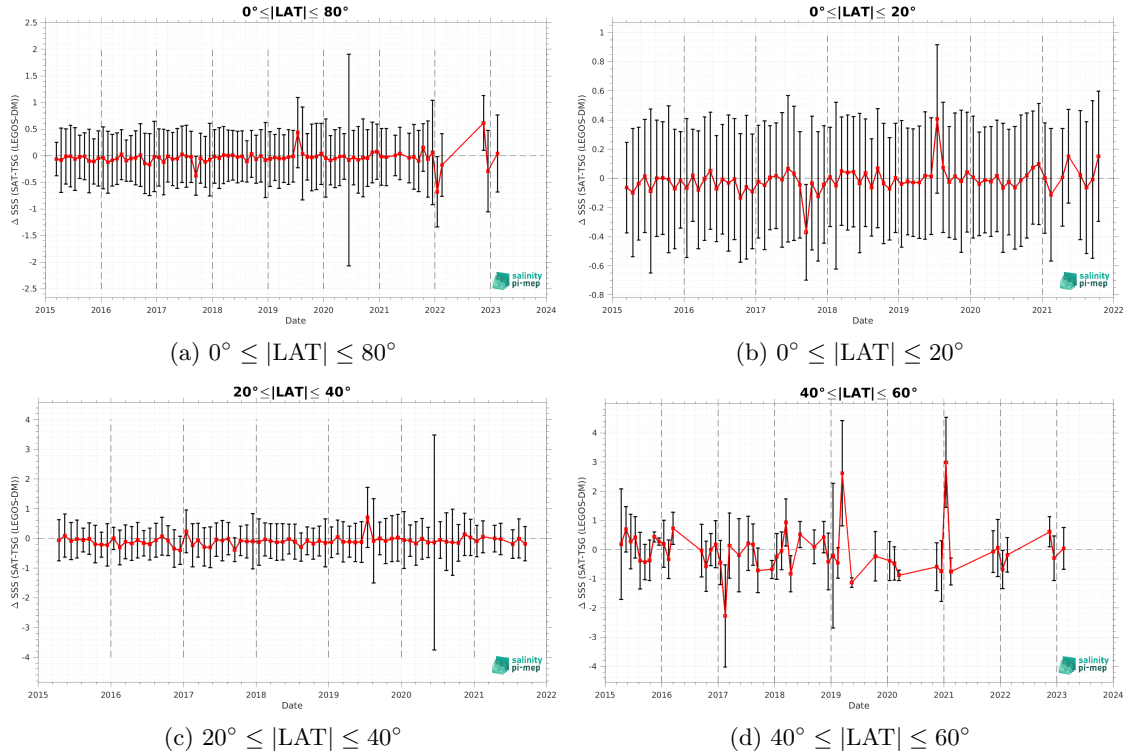 0°≤|LAT|≤ 80°
2.5
2
1.5
1
0.5
0
-0.5
-1
-1.5
-2
-2.5
Δ SSS (SAT-TSG (LEGOS-DM))
2015 2016 2017 2018 2019 2020 2021 2022 2023 2024
Date
salinity
pi-mep
(a) 0° ≤ |LAT| ≤ 80°
0°≤|LAT|≤ 20°
1
0.8
0.6
0.4
0.2
0
-0.2
-0.4
-0.6
-0.8
Δ SSS (SAT-TSG (LEGOS-DM))
2015 2016 2017 2018 2019 2020 2021 2022
Date
salinity
pi-mep
(b) 0° ≤ |LAT| ≤ 20°
20°≤|LAT|≤ 40°
4
3
2
1
0
-1
-2
-3
-4
Δ SSS (SAT-TSG (LEGOS-DM))
2015 2016 2017 2018 2019 2020 2021 2022
Date
salinity
pi-mep
(c) 20° ≤ |LAT| ≤ 40°
40°≤|LAT|≤ 60°
4
3
2
1
0
-1
-2
-3
-4
Δ SSS (SAT-TSG (LEGOS-DM))
2015 2016 2017 2018 2019 2020 2021 2022 2023 2024
Date
salinity
pi-mep
(d) 40° ≤ |LAT| ≤ 60°